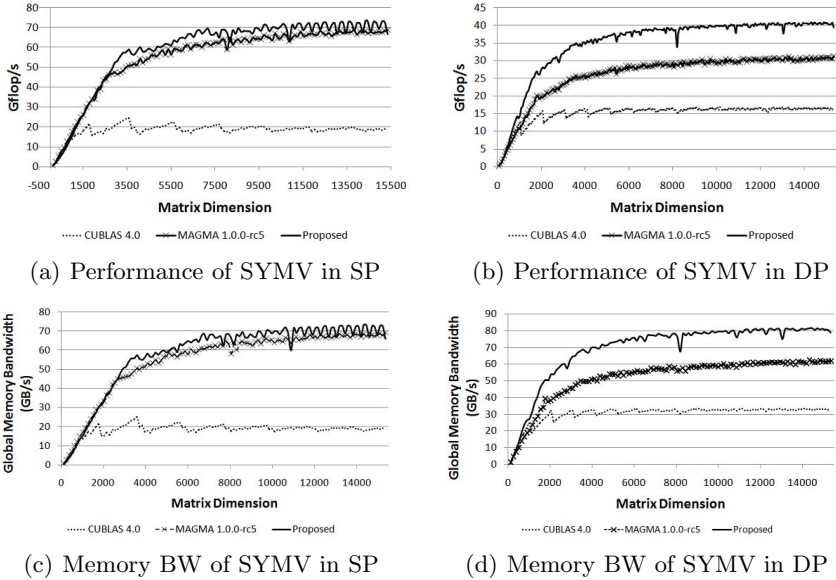 80
70
60
50
40
30
20
10
0
Gflop/s
-500 1500 3500 5500 7500 9500 11500 13500 15500
Matrix Dimension
CUBLAS 4.0 MAGMA 1.0.0-rc5 Proposed
(a) Performance of SYMV in SP
45
40
35
30
25
20
15
10
5
0
Gflop/s
0 2000 4000 6000 8000 10000 12000 14000
Matrix Dimension
CUBLAS 4.0 MAGMA 1.0.0-rc5 Proposed
(b) Performance of SYMV in DP
80
70
60
50
40
30
20
10
0
Global Memory Bandwidth
(GB/s)
0 2000 4000 6000 8000 10000 12000 14000
Matrix Dimension
CUBLAS 4.0 MAGMA 1.0.0-rc5 Proposed
(c) Memory BW of SYMV in SP
90
80
70
60
50
40
30
20
10
0
Global Memory Bandwidth
(GB/s)
0 2000 4000 6000 8000 10000 12000 14000
Matrix Dimension
CUBLAS 4.0 MAGMA 1.0.0-rc5 Proposed
(d) Memory BW of SYMV in DP